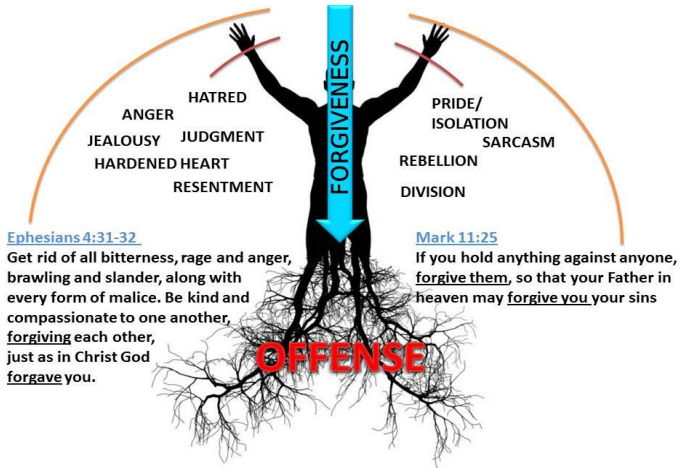 FORGIVENESS
HATRED
ANGER
JEALOUSY
JUDGMENT
HARDENED HEART
RESENTMENT
PRIDE/
ISOLATION
SARCASM
REBELLION
DIVISION
Ephesians 4:31-32
Get rid of all bitterness, rage and anger,
brawling and slander, along with
every form of malice. Be kind and
compassionate to one another,
forgiving each other,
just as in Christ God
forgave you.
Mark 11:25
If you hold anything against anyone,
forgive them, so that your Father in
heaven may forgive you your sins
OFFENSE